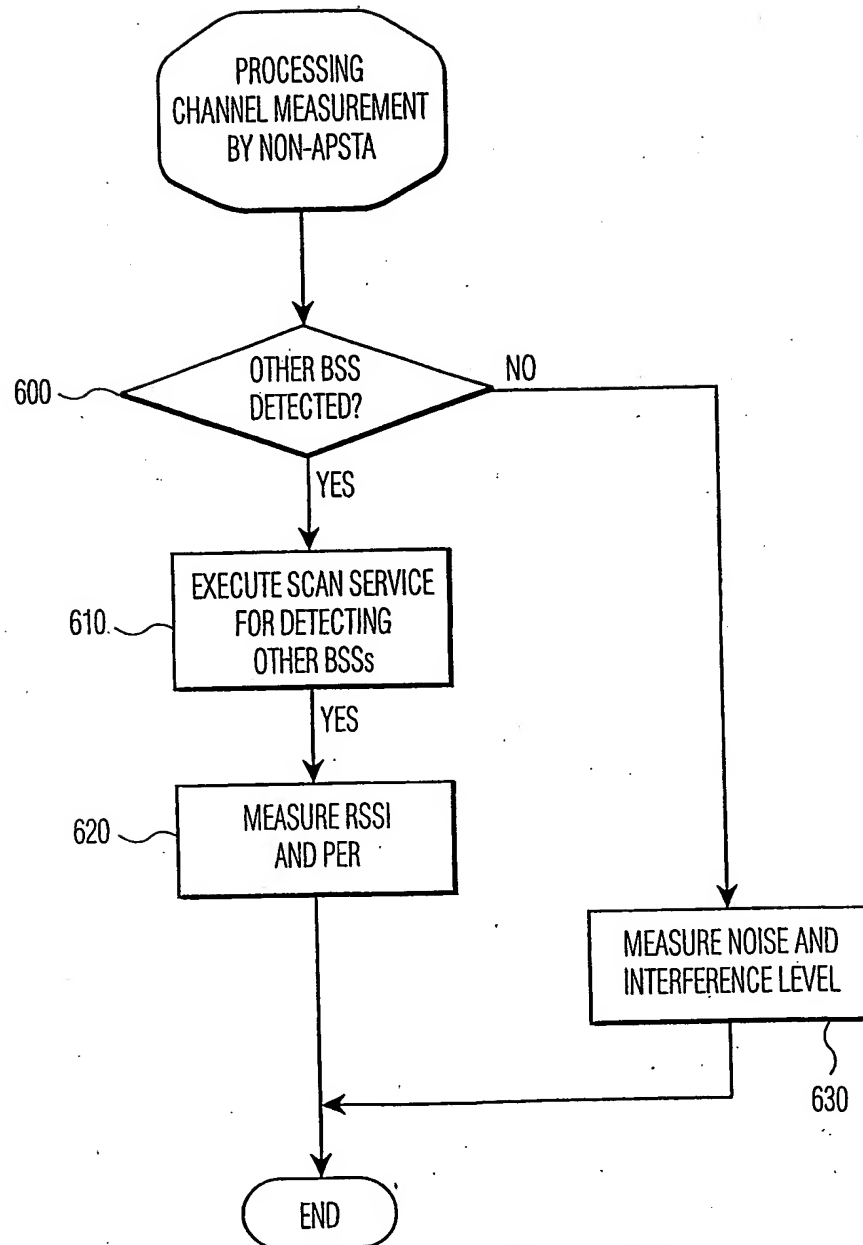 PROCESSING
CHANNEL MEASUREMENT
BY NON-APSTA
600
OTHER BSS
DETECTED?
NO
YES
610
EXECUTE SCAN SERVICE
FOR DETECTING
OTHER BSSs
YES
620
MEASURE RSSI
AND PER
MEASURE NOISE AND
INTERFERENCE LEVEL
630
END